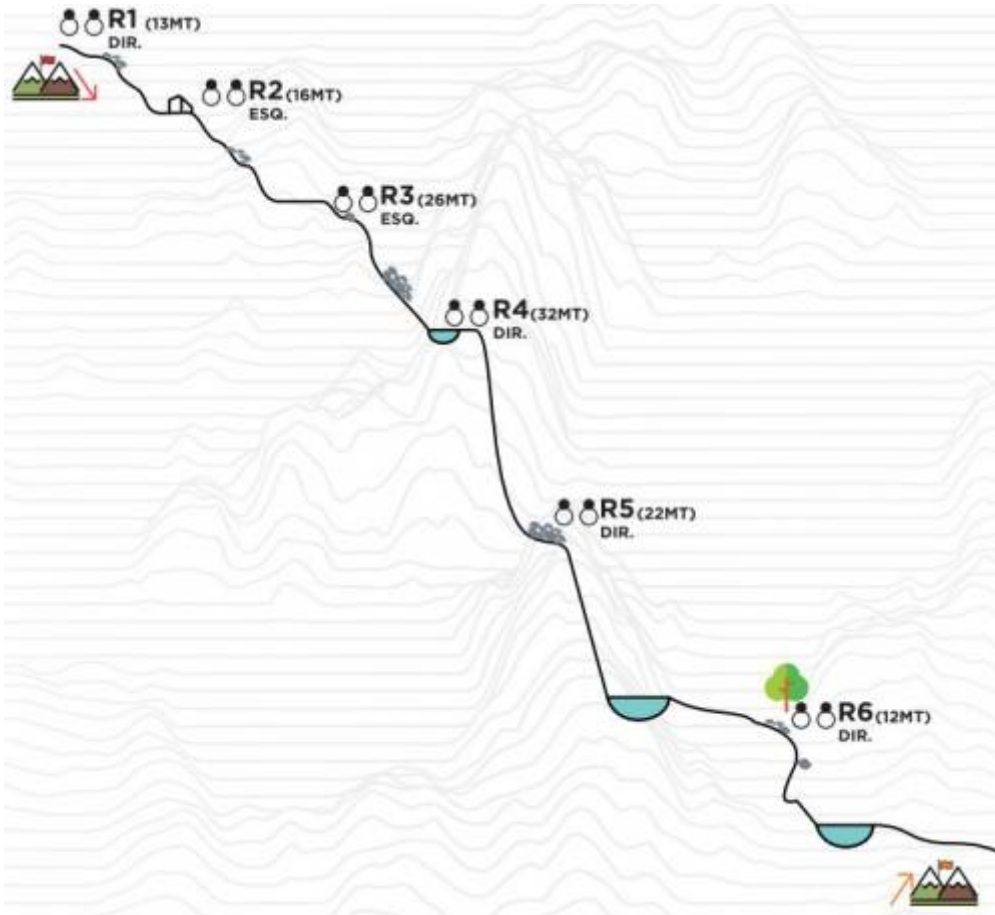 R1 (13MT)
DIR.
R2 (16MT)
ESQ.
R3 (26MT)
ESQ.
R4 (32MT)
DIR.
R5 (22MT)
DIR.
R6 (12MT)
DIR.